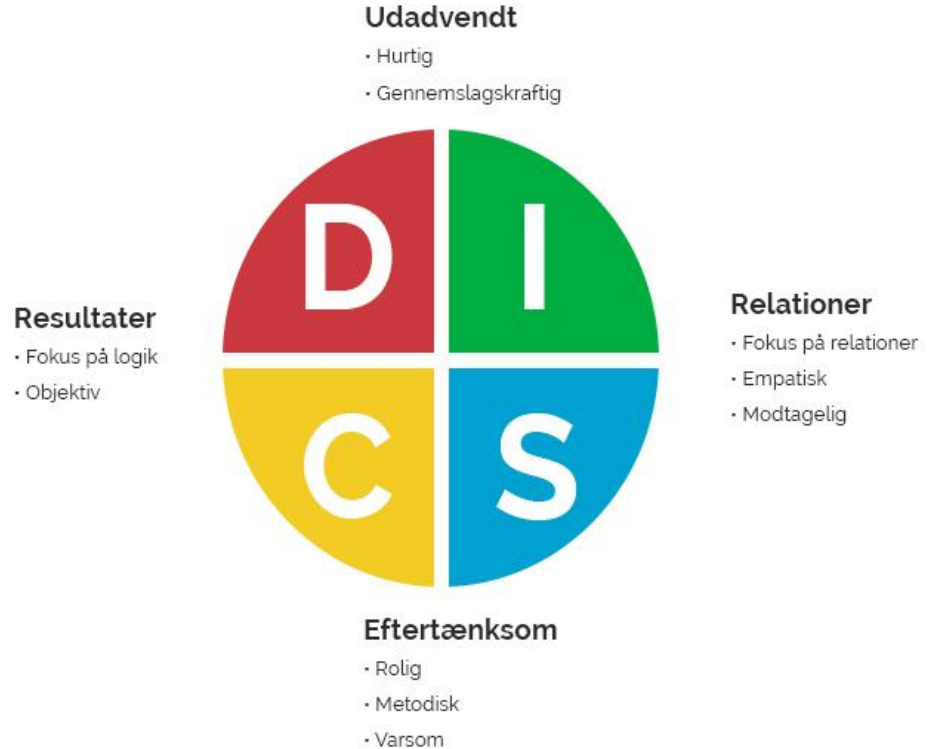 Udadvendt
· Hurtig
· Gennemslagskraftig
D I
Resultater
· Fokus på logik
· Objektiv
Relationer
· Fokus på relationer
· Empatisk
· Modtagelig
C S
Eftertænksom
· Rolig
· Metodisk
· Varsom